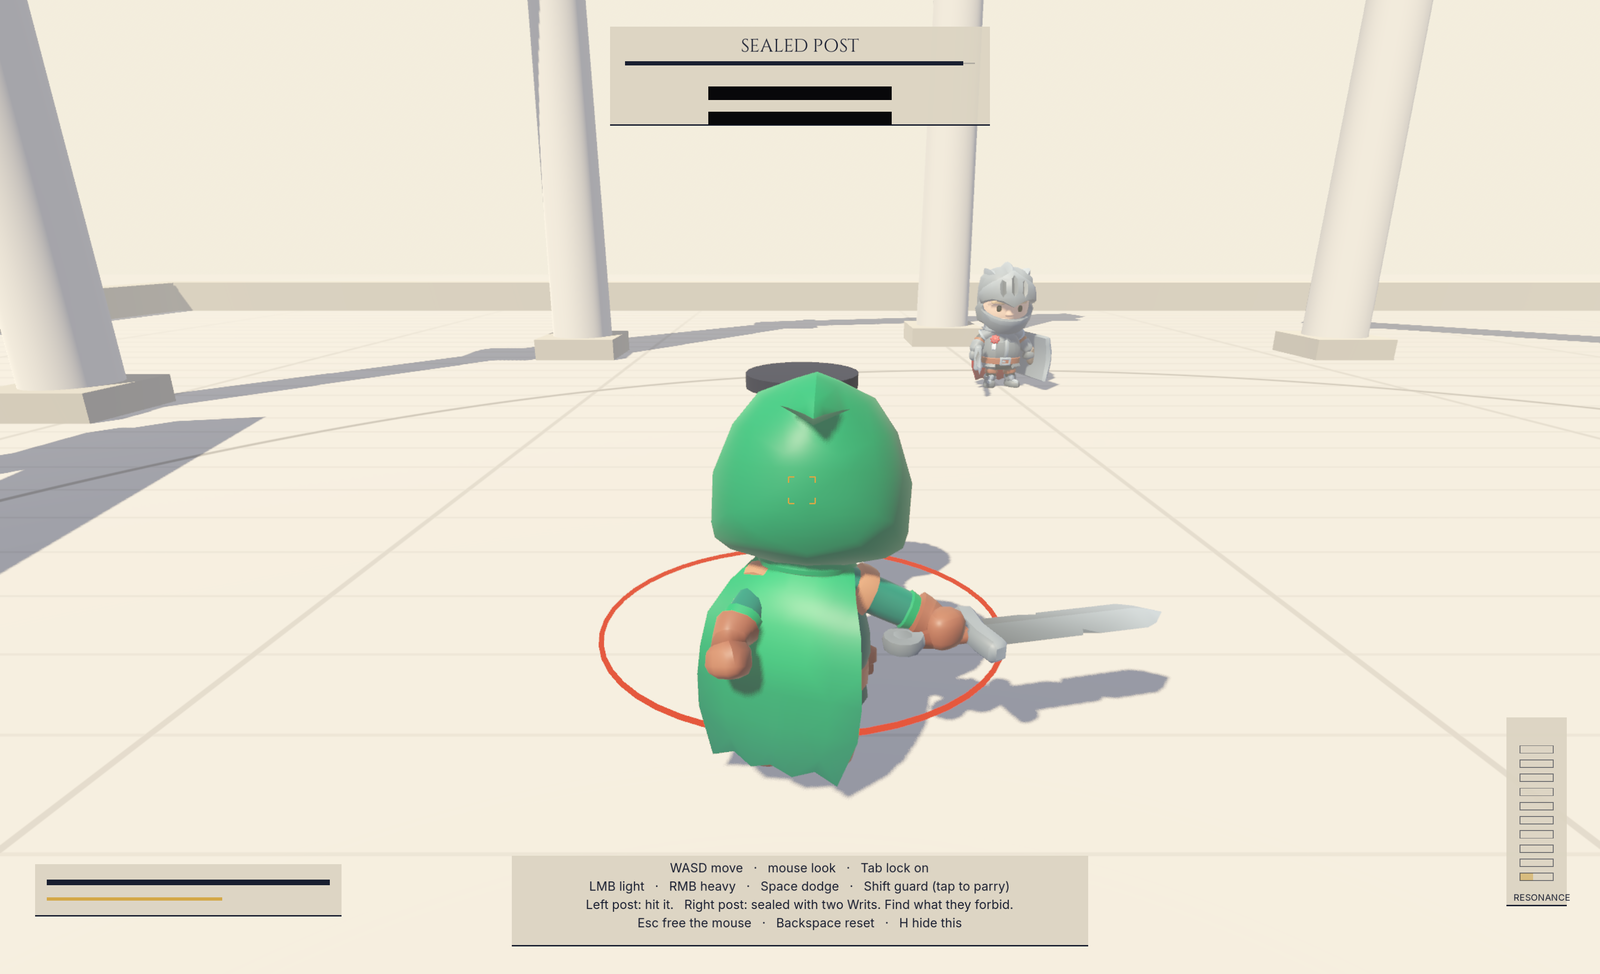 SEALED POST
WASD move · mouse look · Tab lock on
LMB light · RMB heavy · Space dodge · Shift guard (tap to parry)
Left post: hit it. Right post: sealed with two Writs. Find what they forbid.
Esc free the mouse · Backspace reset · H hide this
RESONANCE